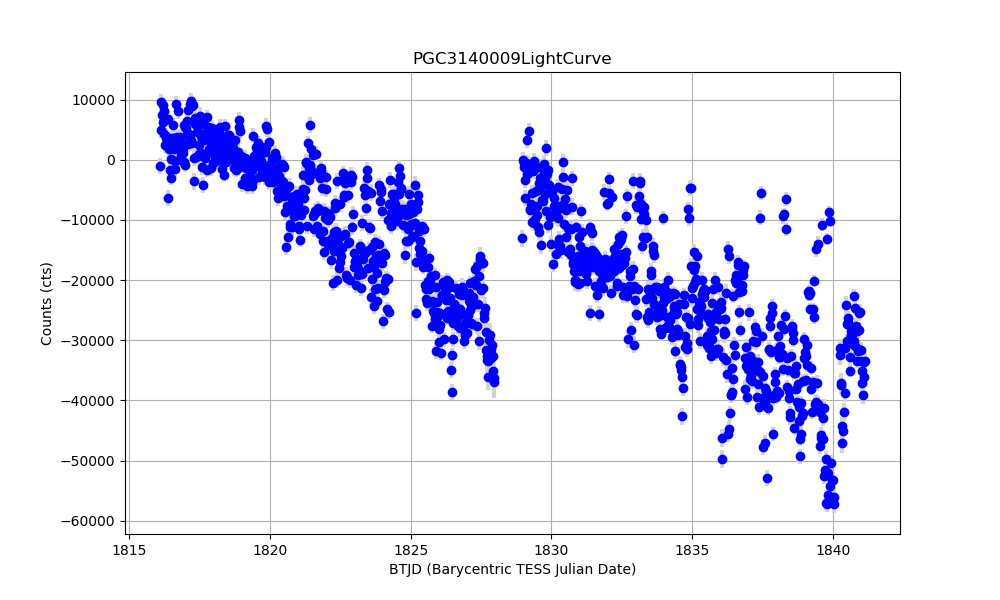 PGC3140009LightCurve
10000
0
−10000
−20000
−30000
−40000
−50000
−60000
Counts (cts)
1815 1820 1825 1830 1835 1840
BTJD (Barycentric TESS Julian Date)